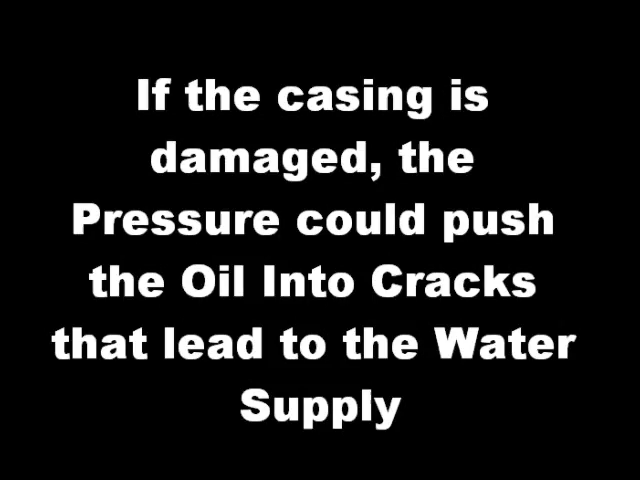 If the casing is
damaged, the
Pressure could push
the Oil Into Cracks
that lead to the Water
Supply